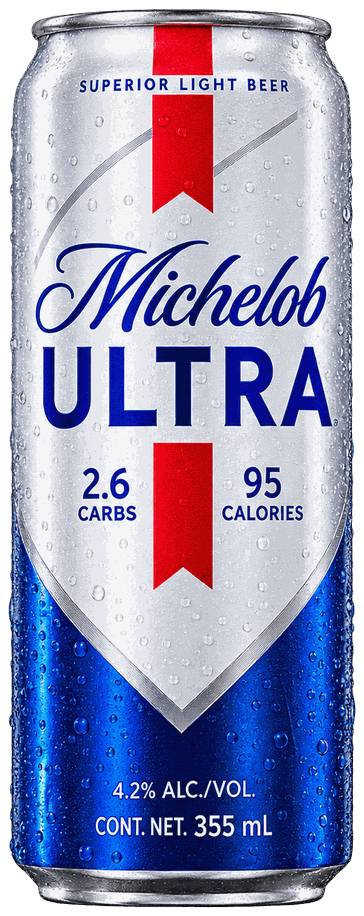 SUPERIOR LIGHT BEER
Michelob
ULTRA
2.6 95
CARBS CALORIES
4.2% ALC./VOL.
CONT. NET. 355 mL